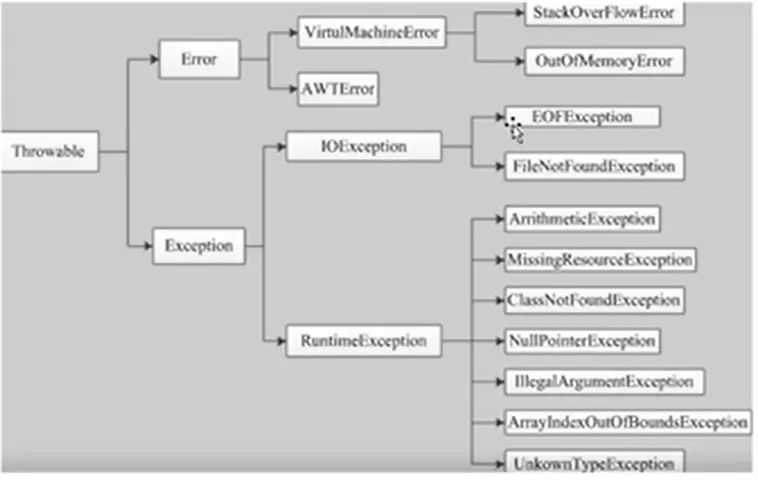 StackOverFlowError
VirtulMachineError
Error
OutOfMemoryError
AWTError
EOFException
IOException
Throwable
FileNotFoundException
ArrithmeticException
Exception
MissingResourceException
ClassNotFoundException
RuntimeException
NullPointerException
IllegalArgumentException
ArrayIndexOutOfBoundsException
UnkownTypeException